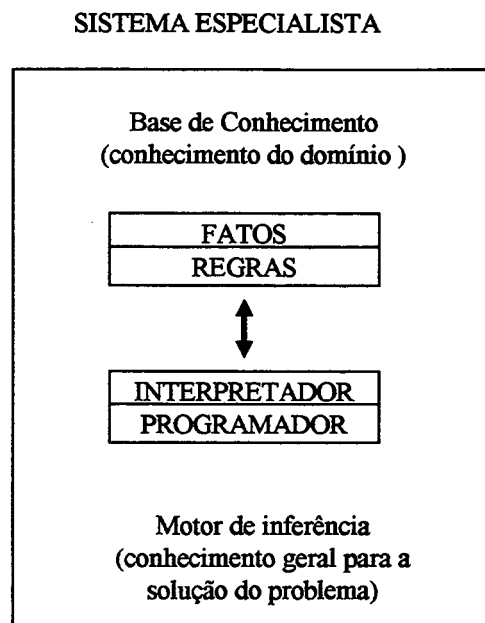 SISTEMA ESPECIALISTA
Base de Conhecimento
(conhecimento do domínio )
FATOS
REGRAS
INTERPRETADOR
PROGRAMADOR
Motor de inferência
(conhecimento geral para a
solução do problema)